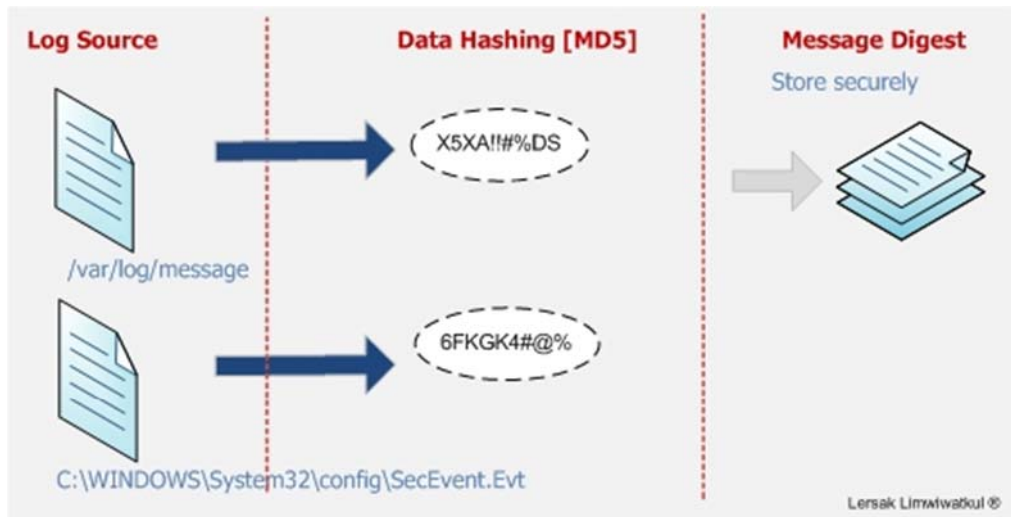 Log Source
Data Hashing [MD5]
Message Digest
Store securely
X5XA!!#%DS
/var/log/message
6FKGK4#@%
C:\WINDOWS\System32\config\SecEvent.Evt
Lersak Limwiwatkul ®